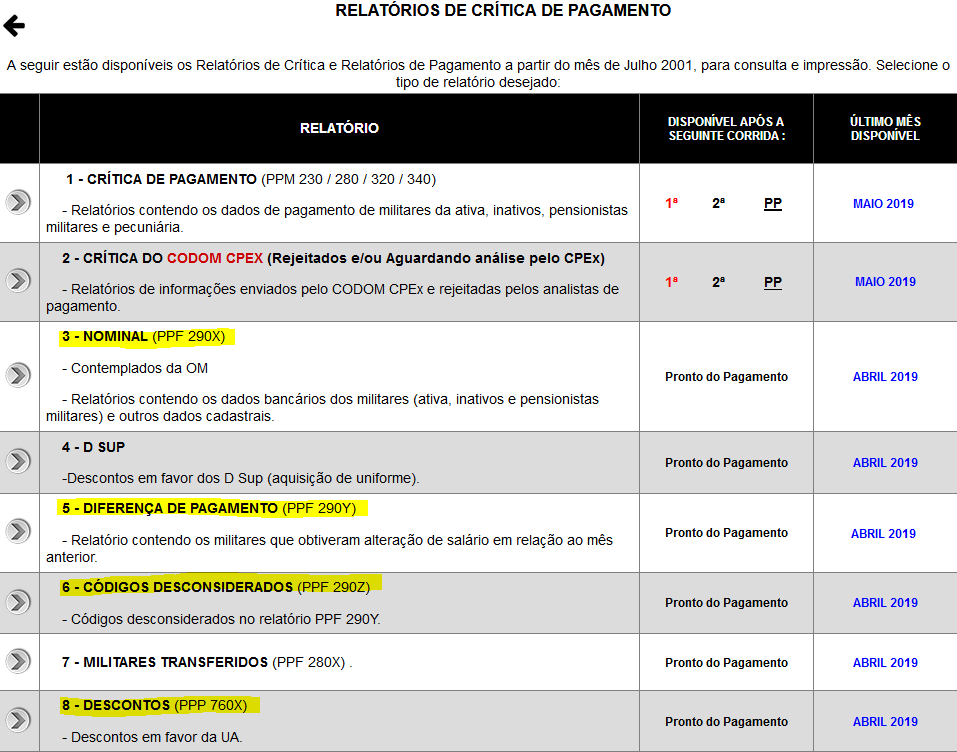 RELATÓRIOS DE CRÍTICA DE PAGAMENTO
A seguir estão disponíveis os Relatórios de Crítica e Relatórios de Pagamento a partir do mês de Julho 2001, para consulta e impressão. Selecione o
tipo de relatório desejado:
RELATÓRIO
DISPONÍVEL APÓS A
SEGUINTE CORRIDA :
ÚLTIMO MÊS
DISPONÍVEL
1 - CRÍTICA DE PAGAMENTO (PPM 230 / 280 / 320 / 340)
- Relatórios contendo os dados de pagamento de militares da ativa, inativos, pensionistas
militares e pecuniária.
1ª 2ª PP
MAIO 2019
2 - CRÍTICA DO CODOM CPEX (Rejeitados e/ou Aguardando análise pelo CPEx)
- Relatórios de informações enviados pelo CODOM CPEx e rejeitadas pelos analistas de
pagamento.
1ª 2ª PP
MAIO 2019
3 - NOMINAL (PPF 290X)
- Contemplados da OM
- Relatórios contendo os dados bancários dos militares (ativa, inativos e pensionistas
militares) e outros dados cadastrais.
Pronto do Pagamento
ABRIL 2019
4 - D SUP
-Descontos em favor dos D Sup (aquisição de uniforme).
Pronto do Pagamento
ABRIL 2019
5 - DIFERENÇA DE PAGAMENTO (PPF 290Y)
- Relatório contendo os militares que obtiveram alteração de salário em relação ao mês
anterior.
Pronto do Pagamento
ABRIL 2019
6 - CÓDIGOS DESCONSIDERADOS (PPF 290Z)
- Códigos desconsiderados no relatório PPF 290Y.
Pronto do Pagamento
ABRIL 2019
7 - MILITARES TRANSFERIDOS (PPF 280X) .
Pronto do Pagamento
ABRIL 2019
8 - DESCONTOS (PPP 760X)
- Descontos em favor da UA.
Pronto do Pagamento
ABRIL 2019